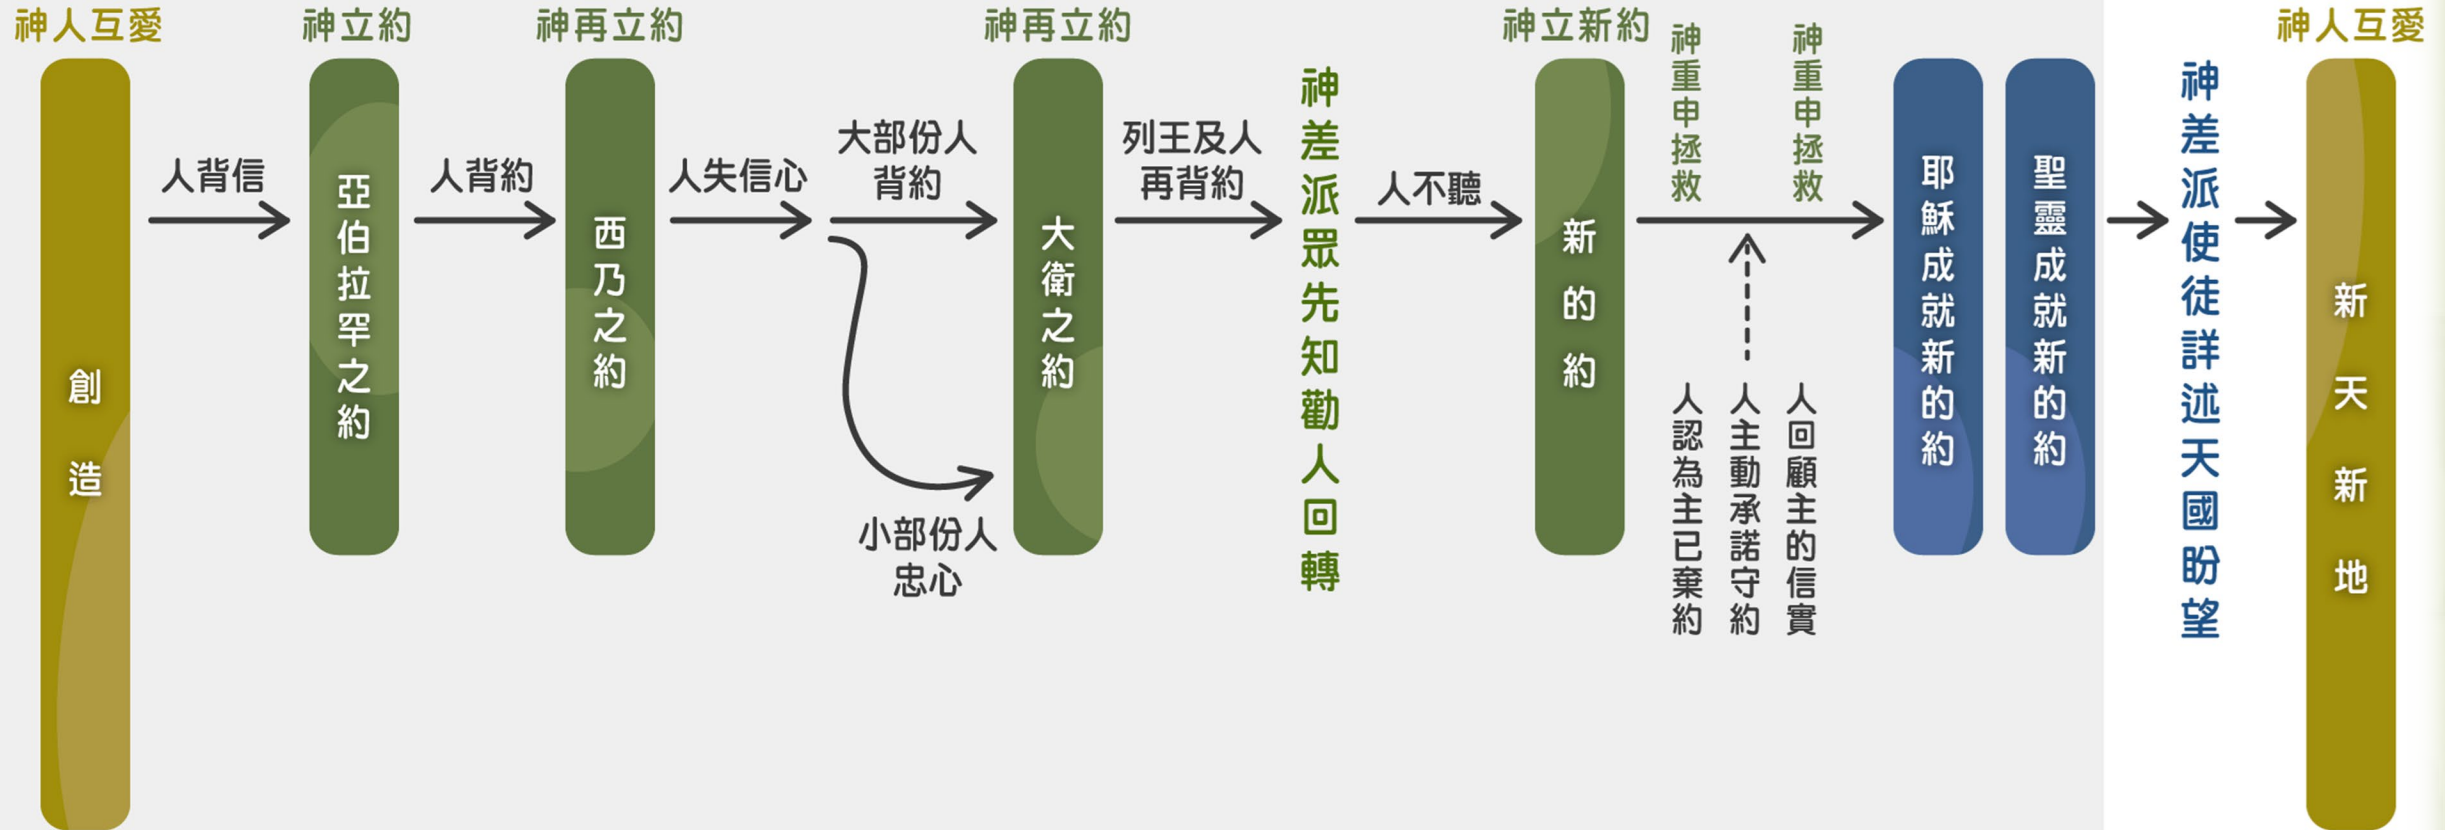 神人互愛
創造
人背信
神立約
亞伯拉罕之約
人背約
神再立約
西乃之約
人失信心
大部份人
背約
小部份人
忠心
神再立約
大衛之約
列王及人
再背約
神差派眾先知勸人回轉
人不聽
神立新約
新的約
神重申拯救
神重申拯救
人認為主已棄約
人主動承諾守約
人回顧主的信實
耶穌成就新的約
聖靈成就新的約
神差派使徒詳述天國盼望
神人互愛
新天新地